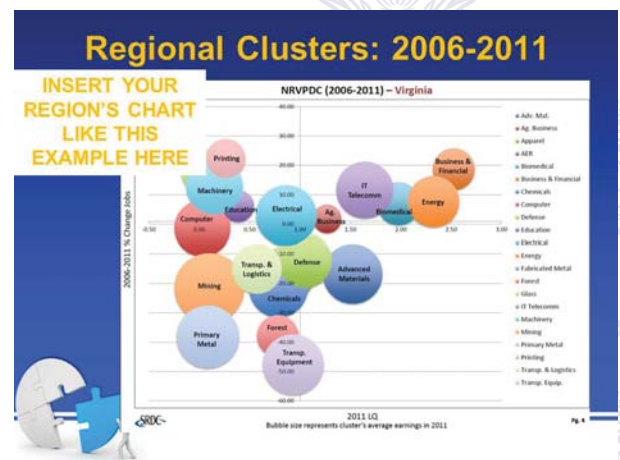 Regional Clusters: 2006-2011
INSERT YOUR
REGION'S CHART
LIKE THIS
EXAMPLE HERE
NRVPDC (2006-2011) – Virginia
2006-2011 % Change Jobs
40.00
30.00
20.00
10.00
0.00
-40.00
-50.00
-60.00
-0.50
0.00
0.50
1.00
1.50
2.00
2.50
3.00
Printing
Machinery
Computer
Education
Electrical
Ag.
Business
IT
Telecomm
Biomedical
Business &
Financial
Energy
Transp. &
Logistics
Defense
Advanced
Materials
Mining
Chemicals
Primary
Metal
Forest
Transp.
Equipment
Adv. Mat.
Ag. Business
Apparel
AER
Biomedical
Business & Financial
Chemicals
Computer
Defense
Education
Electrical
Energy
Fabricated Metal
Forest
Glass
IT Telecomm
Machinery
Mining
Primary Metal
Printing
Transp. & Logistics
Transp. Equip.
2011 LQ
Bubble size represents cluster's average earnings in 2011
SRDC
Pg. 4